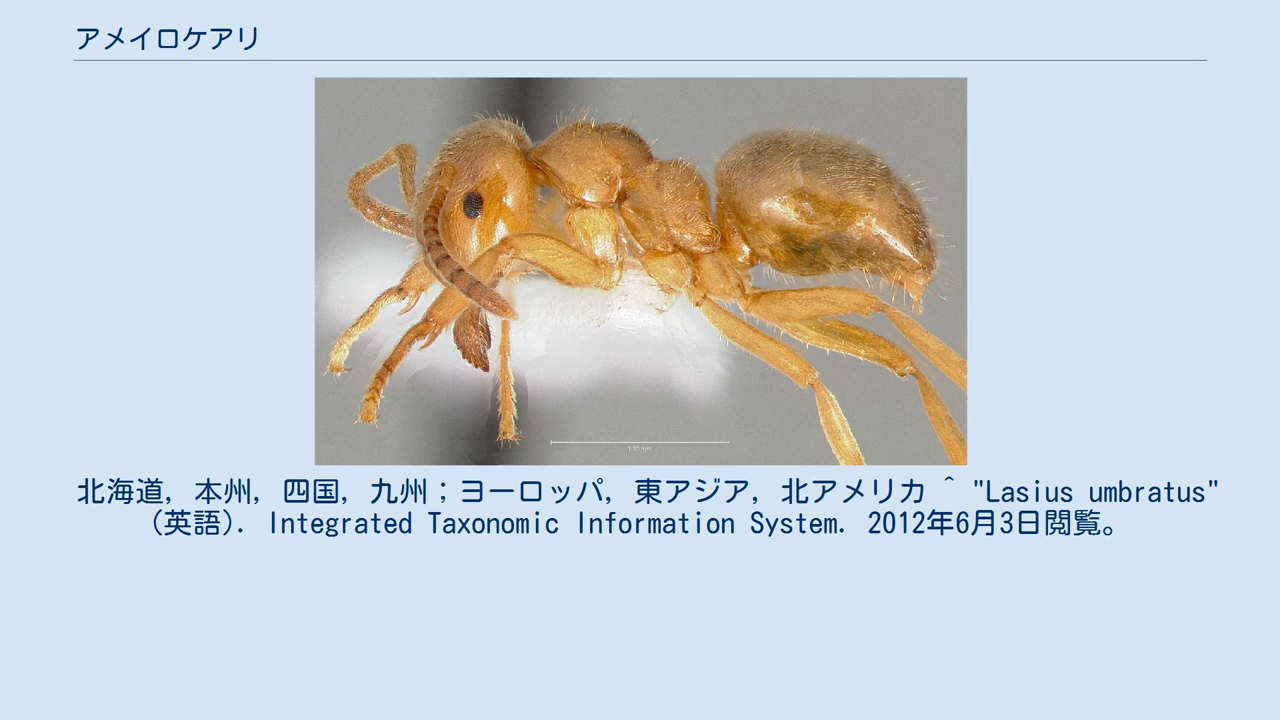 アメイロケアリ
北海道, 本州, 四国, 九州；ヨーロッパ, 東アジア, 北アメリカ ^ "Lasius umbratus"
(英語). Integrated Taxonomic Information System. 2012年6月3日閲覧。